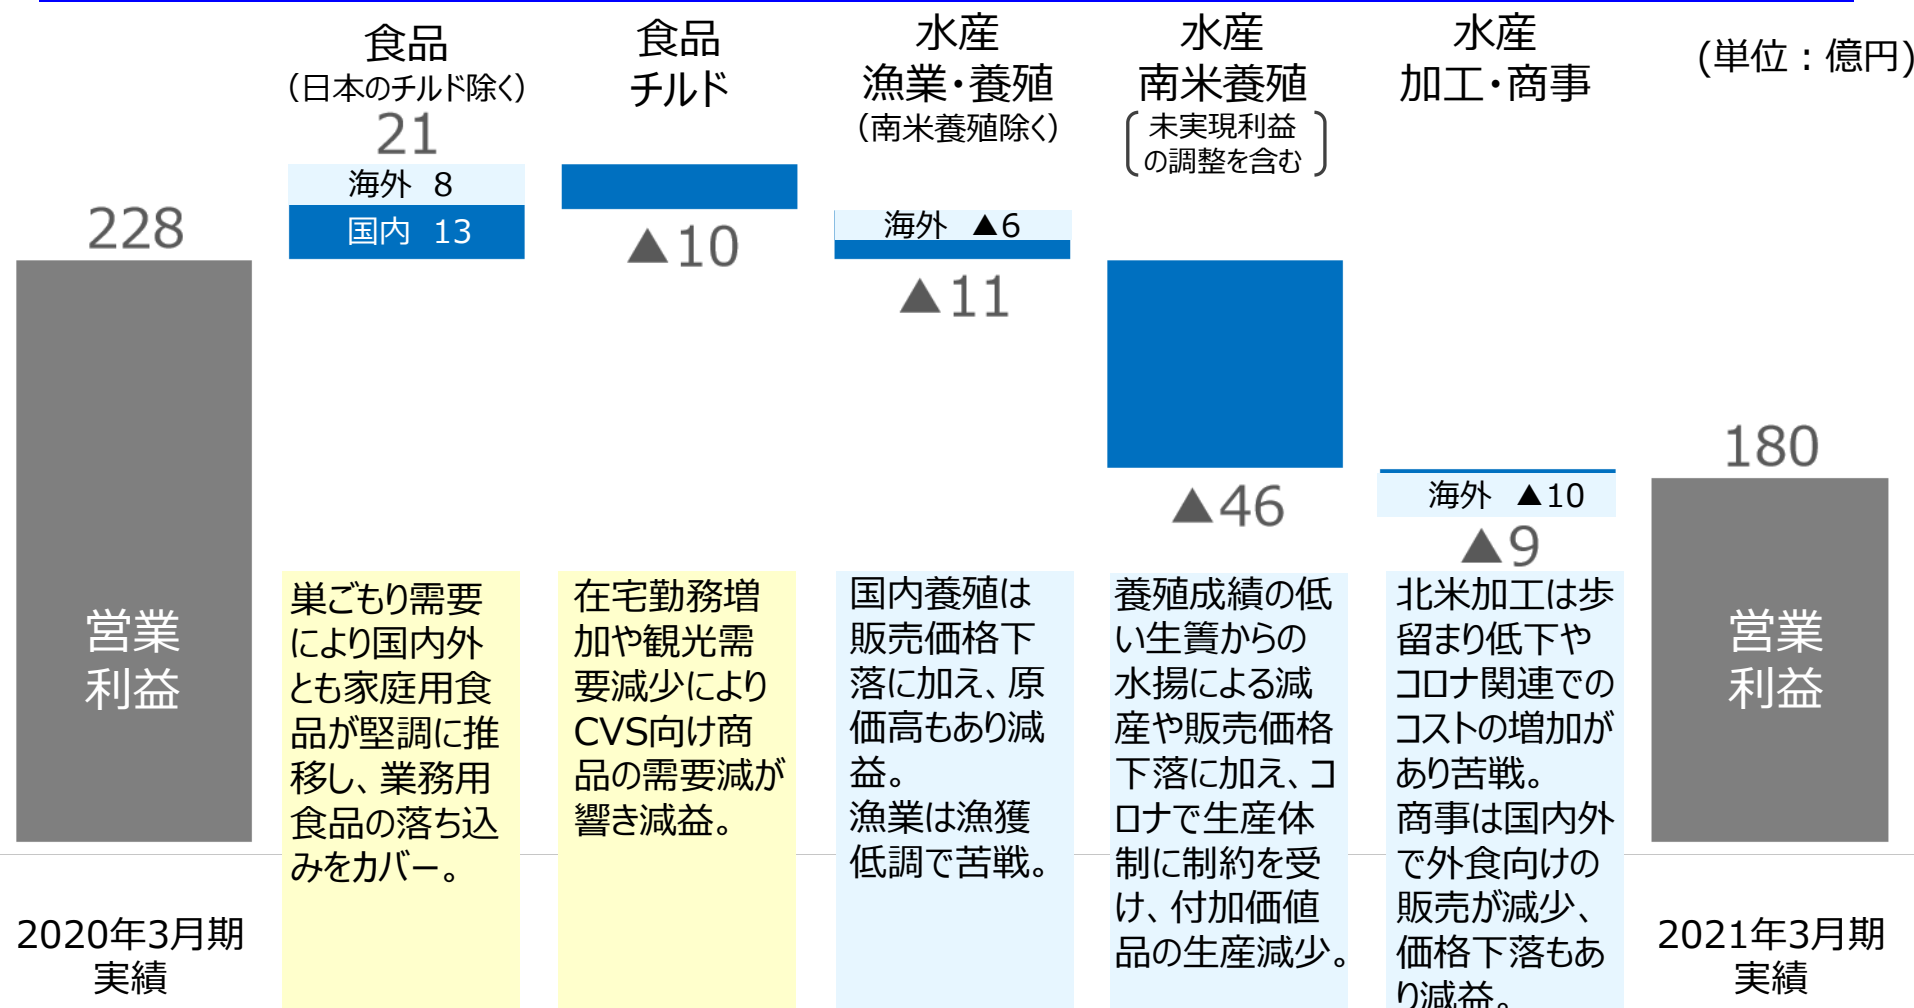 食品
(日本のチルド除く)
21
海外 8
国内 13
食品
チルド
▲10
水産
漁業・養殖
(南米養殖除く)
海外 ▲6
▲11
水産
南米養殖
未実現利益
の調整を含む
▲46
水産
加工・商事
海外 ▲10
▲9
(単位：億円)
228
営業
利益
2020年3月期
実績
180
営業
利益
2021年3月期
実績
巣ごもり需要
により国内外
とも家庭用食
品が堅調に推
移し、業務用
食品の落ち込
みをカバー。
在宅勤務増
加や観光需
要減少により
CVS向け商
品の需要減が
響き減益。
国内養殖は
販売価格下
落に加え、原
価高もあり減
益。
漁業は漁獲
低調で苦戦。
養殖成績の低
い生簀からの
水揚による減
産や販売価格
下落に加え、コ
ロナで生産体
制に制約を受
け、付加価値
品の生産減少。
北米加工は歩
留まり低下や
コロナ関連での
コストの増加が
あり苦戦。
商事は国内外
で外食向けの
販売が減少、
価格下落もあ
り減益。